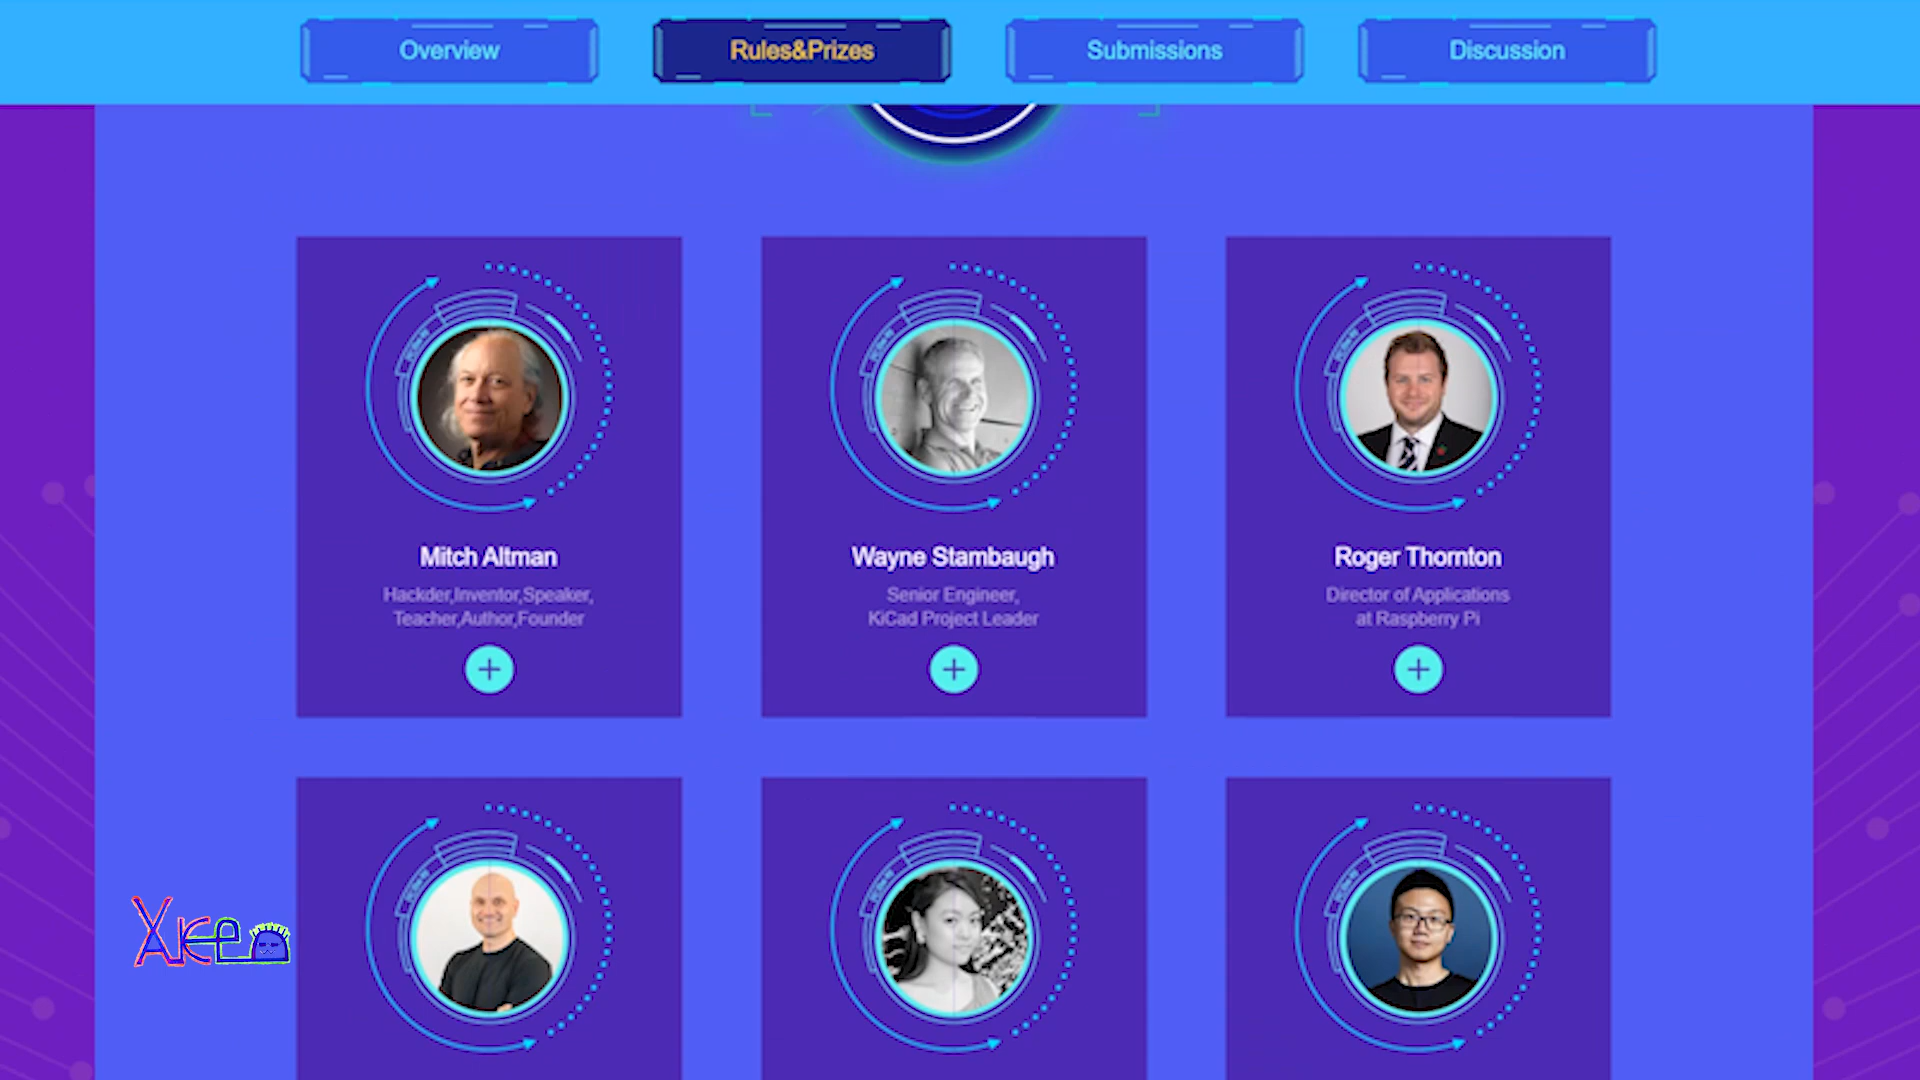 Overview
Rules&Prizes
Submissions
Discussion
Mitch Altman
Hackder,Inventor,Speaker,
Teacher,Author,Founder
Wayne Stambaugh
Senior Engineer,
KiCad Project Leader
Roger Thornton
Director of Applications
at Raspberry Pi